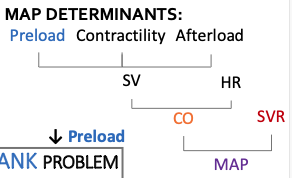 MAP DETERMINANTS:
Preload Contractility Afterload
SV HR
CO SVR
↓ Preload
PROBLEM
MAP